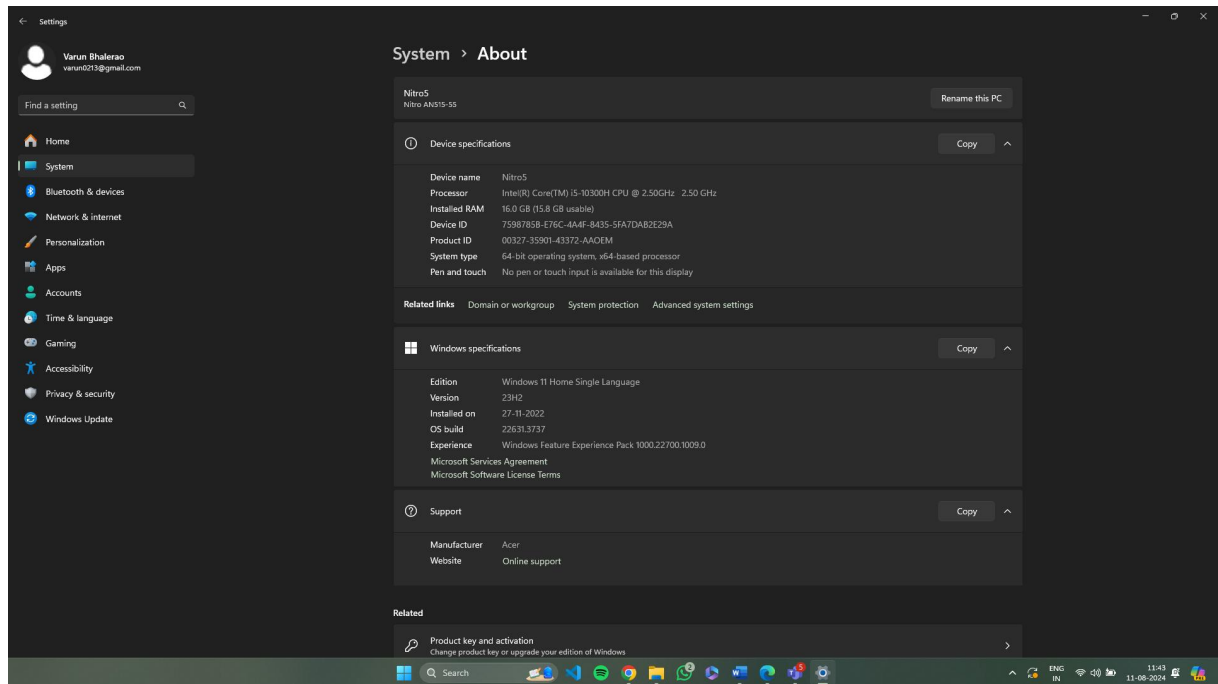 Settings
Varun Bhalerao
varun0213@gmail.com
Find a setting
Home
System
Bluetooth & devices
Network & internet
Personalization
Apps
Accounts
Time & language
Gaming
Accessibility
Privacy & security
Windows Update
System > About
Nitro5
Nitro AN515-55
Rename this PC
Device specifications
Copy
Device name Nitro5
Processor Intel(R) Core(TM) i5-10300H CPU @ 2.50GHz 2.50 GHz
Installed RAM 16.0 GB (15.8 GB usable)
Device ID 7598785B-E76C-4A4F-8435-5FA7DAB2E29A
Product ID 00327-35901-43372-AAOEM
System type 64-bit operating system, x64-based processor
Pen and touch No pen or touch input is available for this display
Related links Domain or workgroup System protection Advanced system settings
Windows specifications
Copy
Edition Windows 11 Home Single Language
Version 23H2
Installed on 27-11-2022
OS build 22631.3737
Experience Windows Feature Experience Pack 1000.22700.1009.0
Microsoft Services Agreement
Microsoft Software License Terms
Support
Copy
Manufacturer Acer
Website Online support
Related
Product key and activation
Change product key or upgrade your edition of Windows
Search
2
5
ENG
IN
11:43
11-08-2024